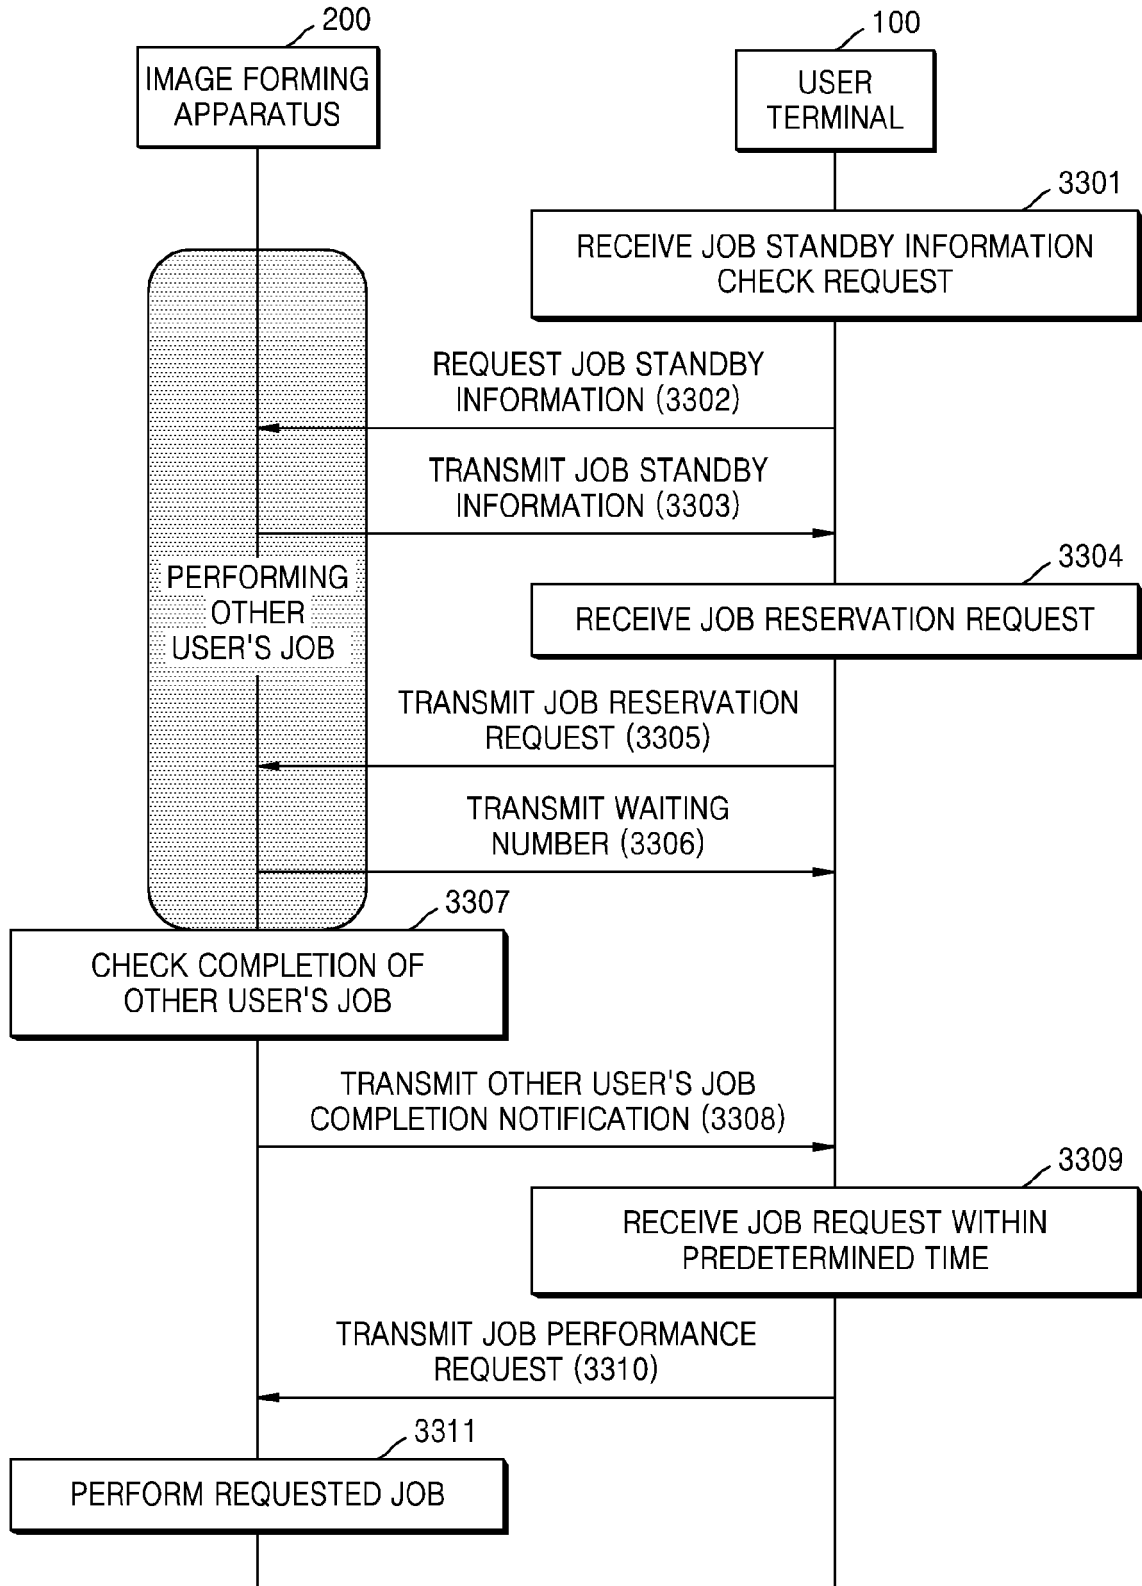 200
IMAGE FORMING
APPARATUS
100
USER
TERMINAL
3301
RECEIVE JOB STANDBY INFORMATION
CHECK REQUEST
REQUEST JOB STANDBY
INFORMATION (3302)
TRANSMIT JOB STANDBY
INFORMATION (3303)
PERFORMING
OTHER
USER'S JOB
3304
RECEIVE JOB RESERVATION REQUEST
TRANSMIT JOB RESERVATION
REQUEST (3305)
TRANSMIT WAITING
NUMBER (3306)
3307
CHECK COMPLETION OF
OTHER USER'S JOB
TRANSMIT OTHER USER'S JOB
COMPLETION NOTIFICATION (3308)
3309
RECEIVE JOB REQUEST WITHIN
PREDETERMINED TIME
TRANSMIT JOB PERFORMANCE
REQUEST (3310)
3311
PERFORM REQUESTED JOB